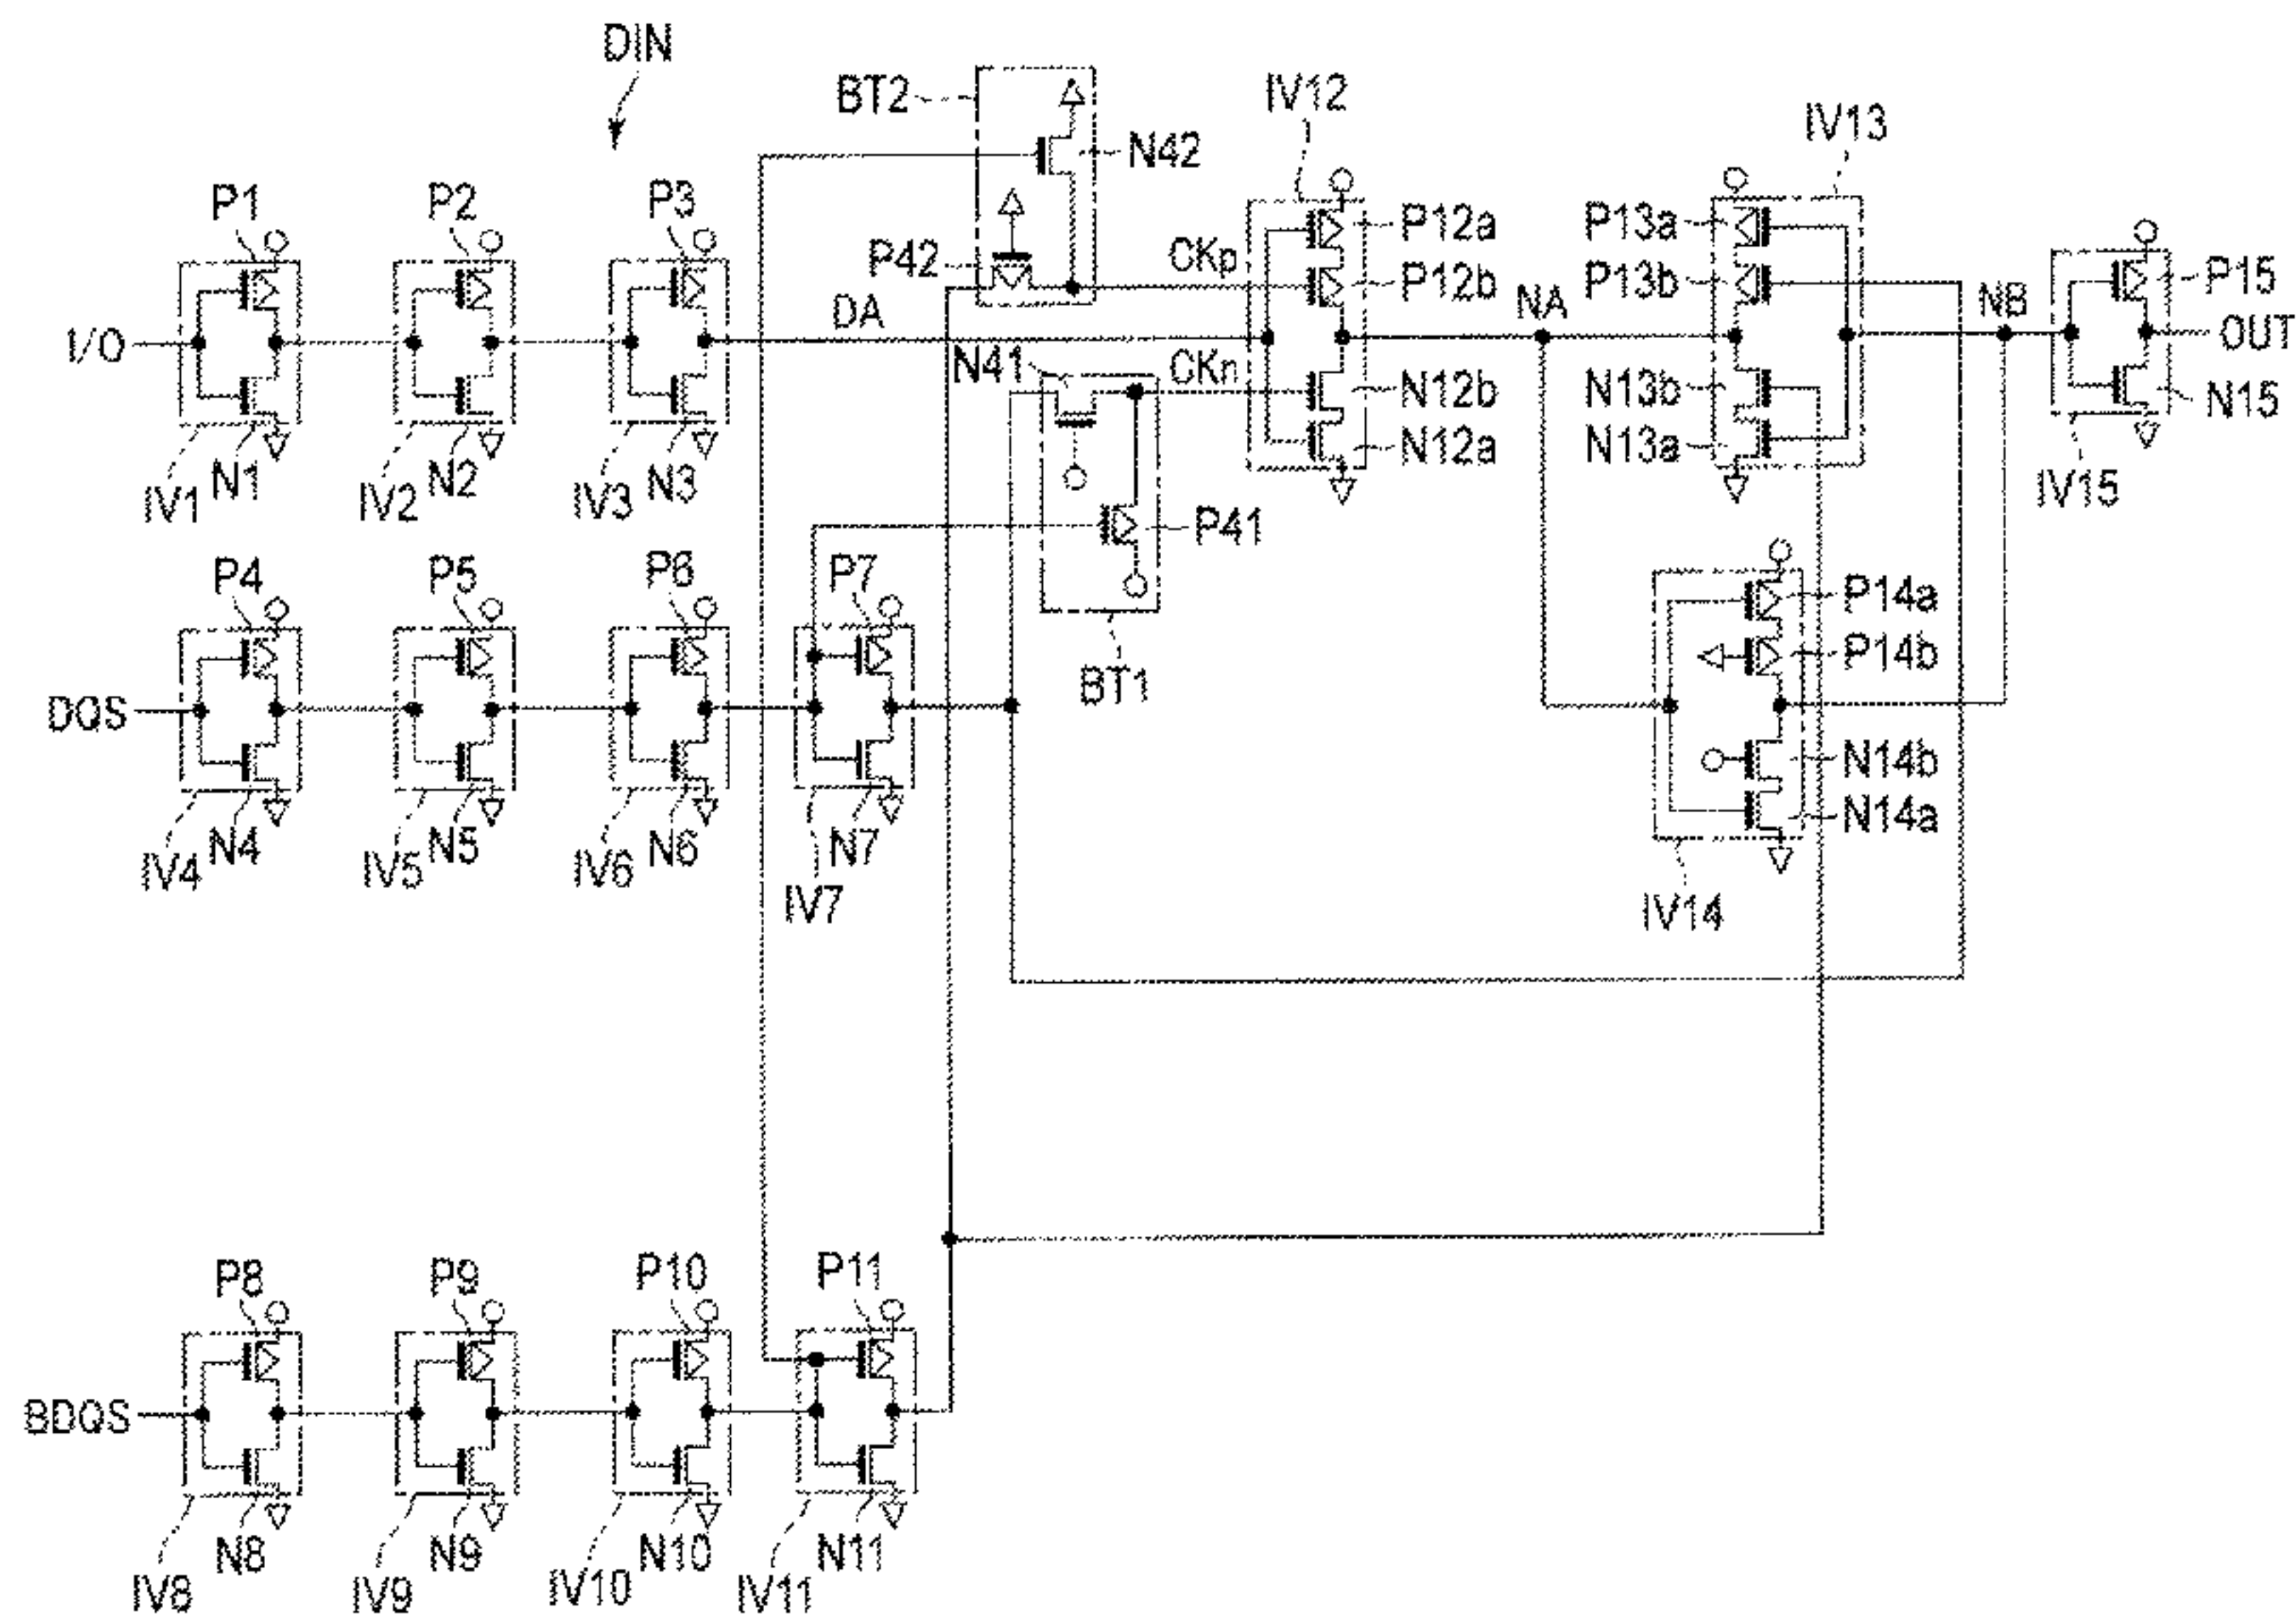 DIN
BT2
IV12
IV13
N42
P1
P2
P3
P42
CKp
P12a
P12b
P13a
P13b
NA
NB
P15
OUT
I/O
DA
N41
CKn
N12b
N12a
N13b
N13a
N15
IV1
N1
IV2
N2
IV3
N3
IV15
P41
P4
P5
P6
P7
BT1
P14a
P14b
DQS
N14b
N14a
IV4
N4
IV5
N5
IV6
N6
N7
IV7
IV14
P8
P9
P10
P11
BDQS
IV8
N8
IV9
N9
IV10
N10
IV11
N11